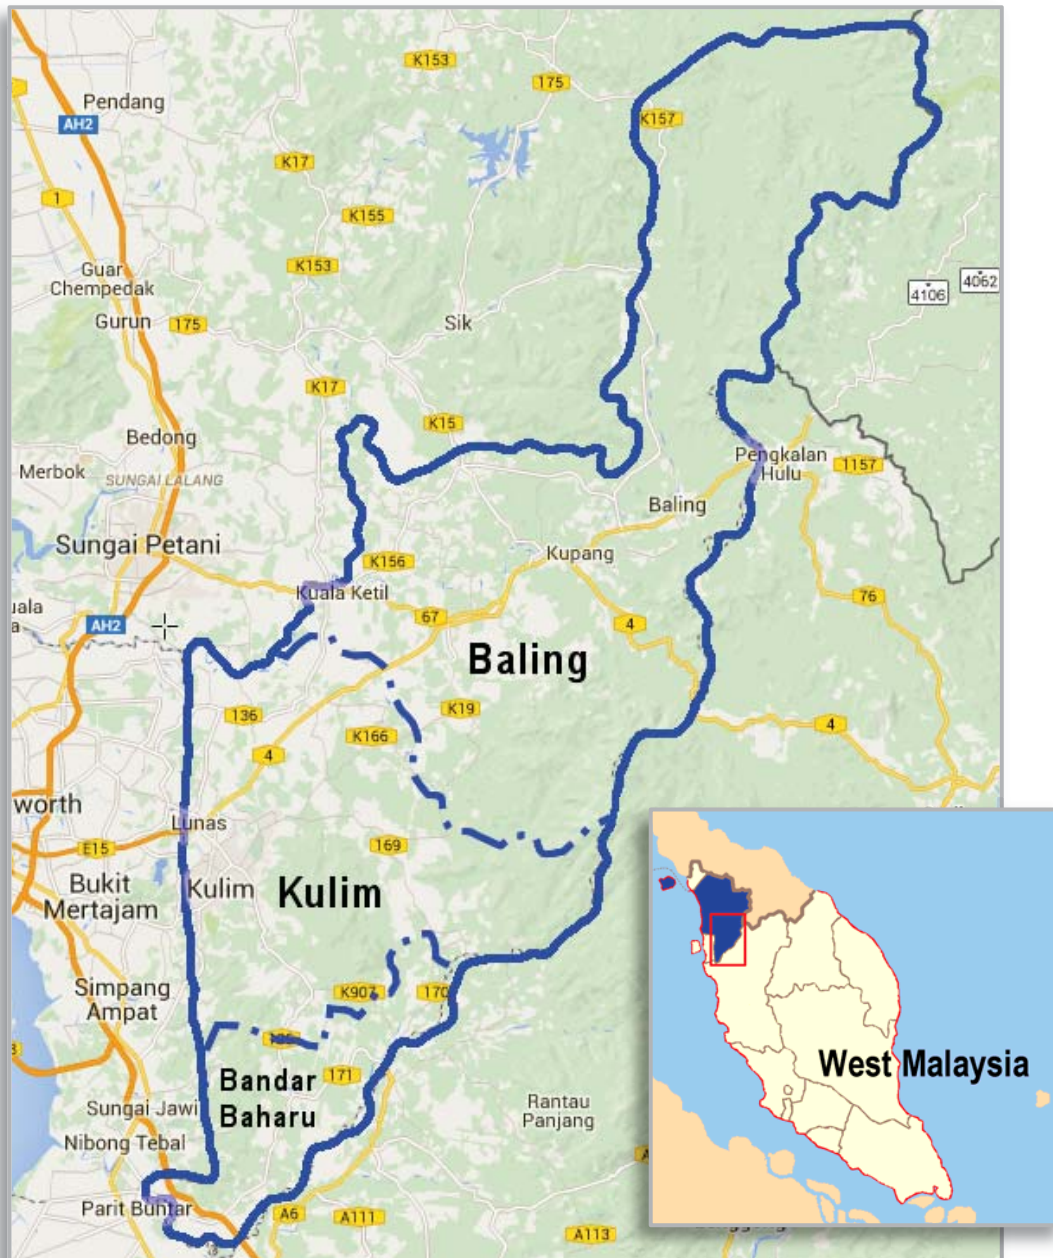 K153
175
Pendang
AH2
K157
K17
1
K155
K153
Guar
Chempedak
4062
4106
Gurun
175
Sik
K17
K15
Bedong
Merbok
SUNGAI LALANG
Pengkalan
Hulu
1157
Baling
Sungai Petani
Kupang
K156
Kuala Ketil
67
76
AH2
4
Baling
136
K19
K166
4
4
worth
Lunas
E15
169
Bukit
Mertajam
Kulim
Kulim
Simpang
Ampat
K907
170
171
Bandar
Baharu
Sungai Jawi
Rantau
Panjang
Nibong Tebal
Parit Buntar
A6
A111
A113
West Malaysia